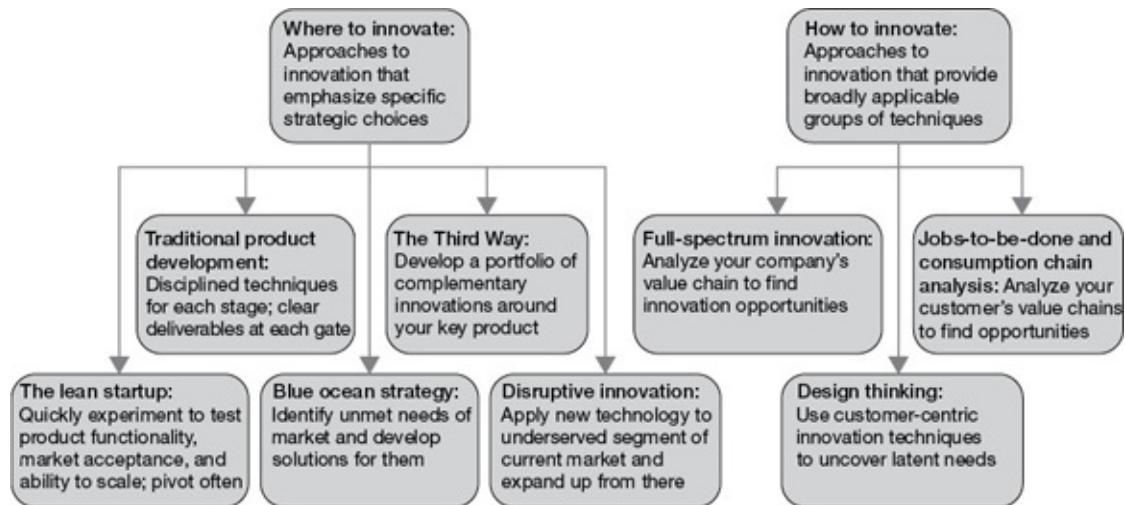 Where to innovate:
Approaches to
innovation that
emphasize specific
strategic choices
How to innovate:
Approaches to
innovation that provide
broadly applicable
groups of techniques
Traditional product
development:
Disciplined techniques
for each stage; clear
deliverables at each gate
The Third Way:
Develop a portfolio of
complementary
innovations around
your key product
Full-spectrum innovation:
Analyze your company's
value chain to find
innovation opportunities
Jobs-to-be-done and
consumption chain
analysis: Analyze your
customer's value chains
to find opportunities
The lean startup:
Quickly experiment to test
product functionality,
market acceptance, and
ability to scale; pivot often
Blue ocean strategy:
Identify unmet needs of
market and develop
solutions for them
Disruptive innovation:
Apply new technology to
underserved segment of
current market and
expand up from there
Design thinking:
Use customer-centric
innovation techniques
to uncover latent needs